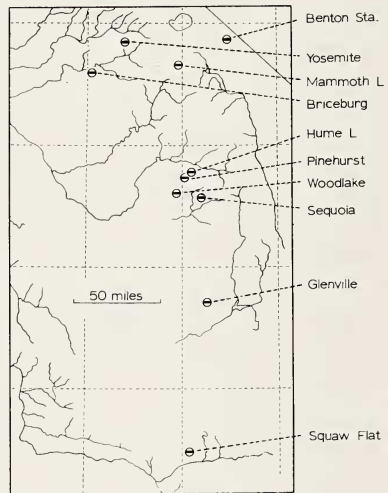 Benton Sta.
Yosemite
Mammoth L
Briceburg
Hume L
Pinehurst
Woodlake
Sequoia
50 miles
Glenville
Squaw Flat